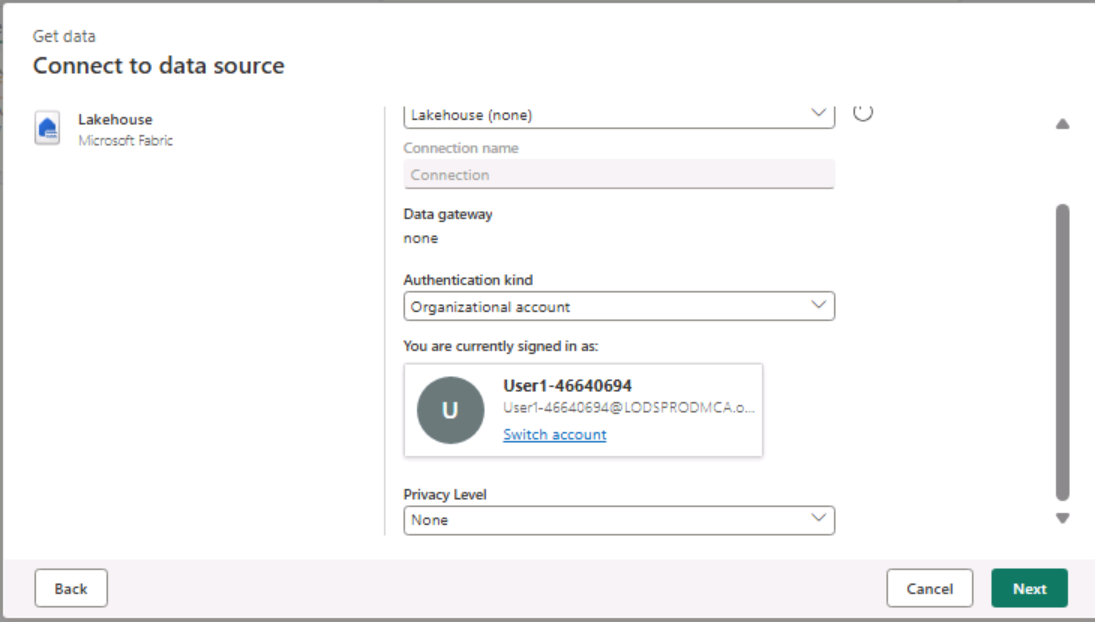 Get data
Connect to data source
Lakehouse
Microsoft Fabric
Lakehouse (none)
Connection name
Connection
Data gateway
none
Authentication kind
Organizational account
You are currently signed in as:
U
User1-46640694
User1-46640694@LODSPRODMCA.o...
Switch account
Privacy Level
None
Back
Cancel
Next